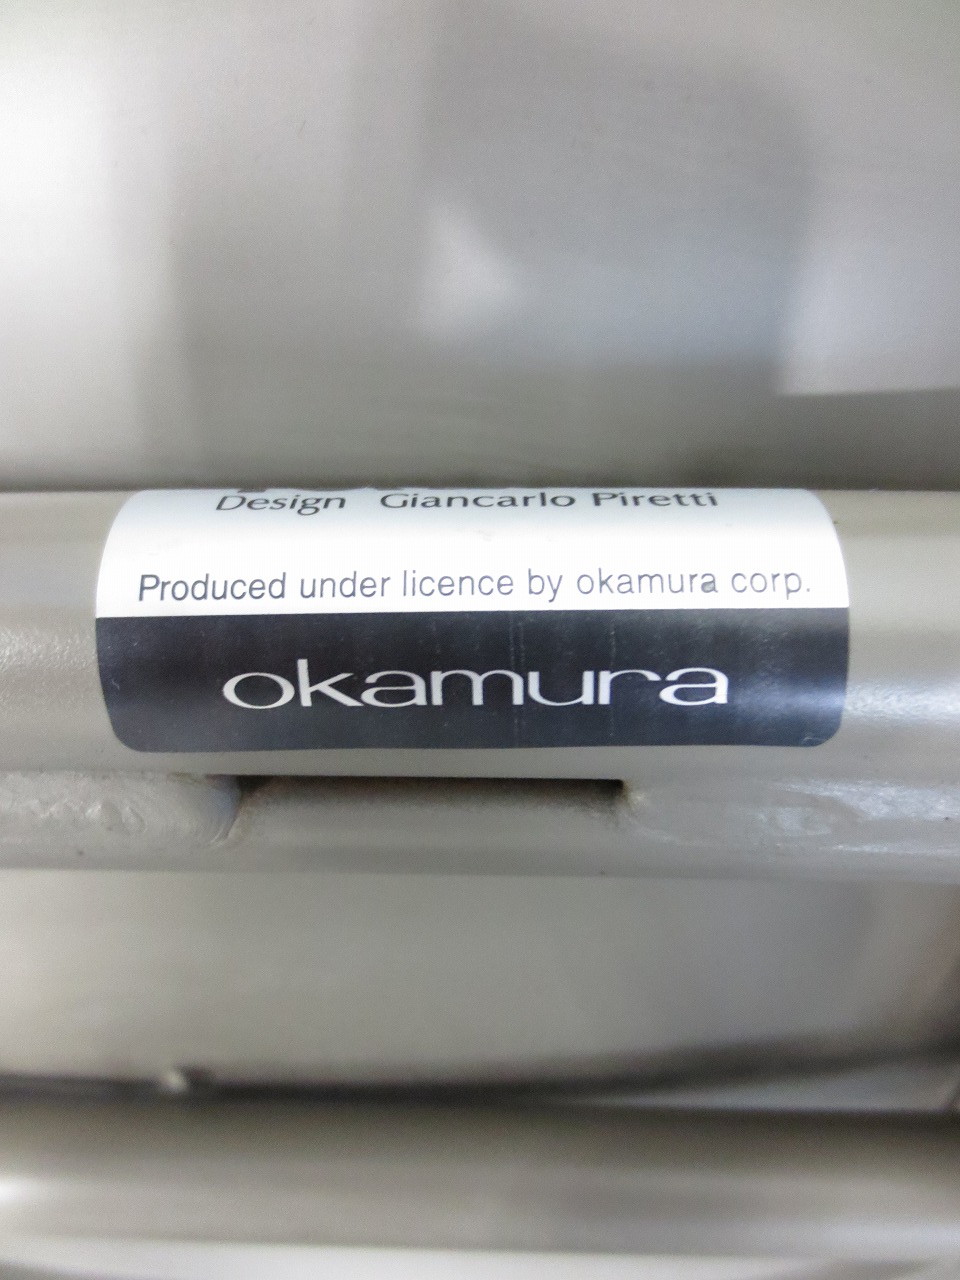 Design Giancarlo Piretti
Produced under licence by okamura corp.
okamura